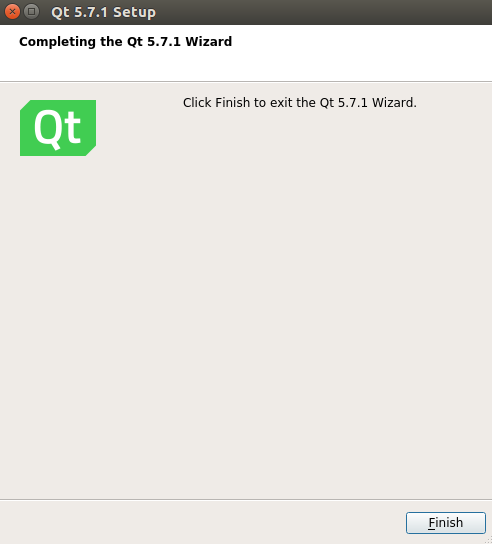 Qt 5.7.1 Setup
Completing the Qt 5.7.1 Wizard
Click Finish to exit the Qt 5.7.1 Wizard.
Qt
Finish